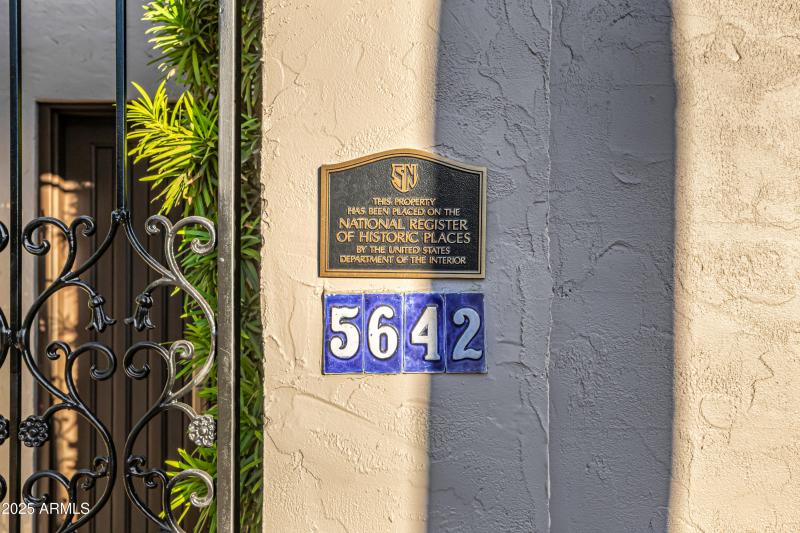 SN
THIS PROPERTY
HAS BEEN PLACED ON THE
NATIONAL REGISTER
OF HISTORIC PLACES
BY THE UNITED STATES
DEPARTMENT OF THE INTERIOR
5642
2025 ARMLS